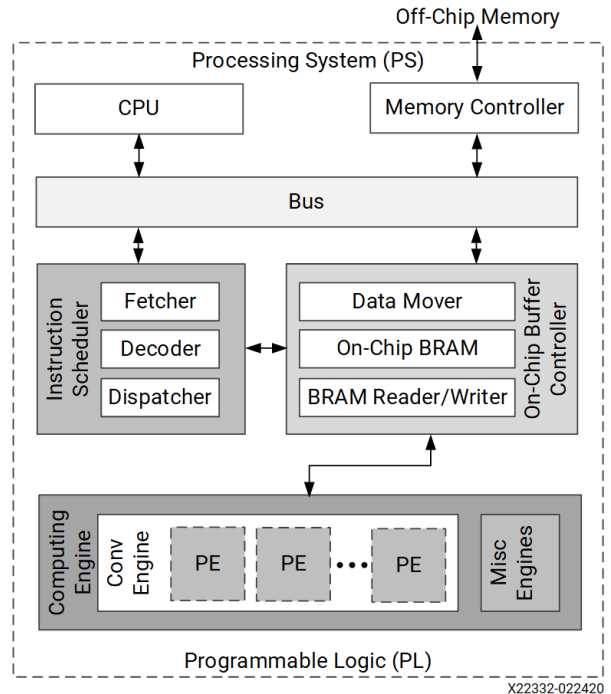 Off-Chip Memory
Processing System (PS)
CPU
Memory Controller
Bus
Instruction
Scheduler
Fetcher
Decoder
Dispatcher
Data Mover
On-Chip BRAM
BRAM Reader/Writer
On-Chip Buffer
Controller
Computing
Engine
Conv
Engine
PE
PE
PE
Misc
Engines
Programmable Logic (PL)
X22332-022420